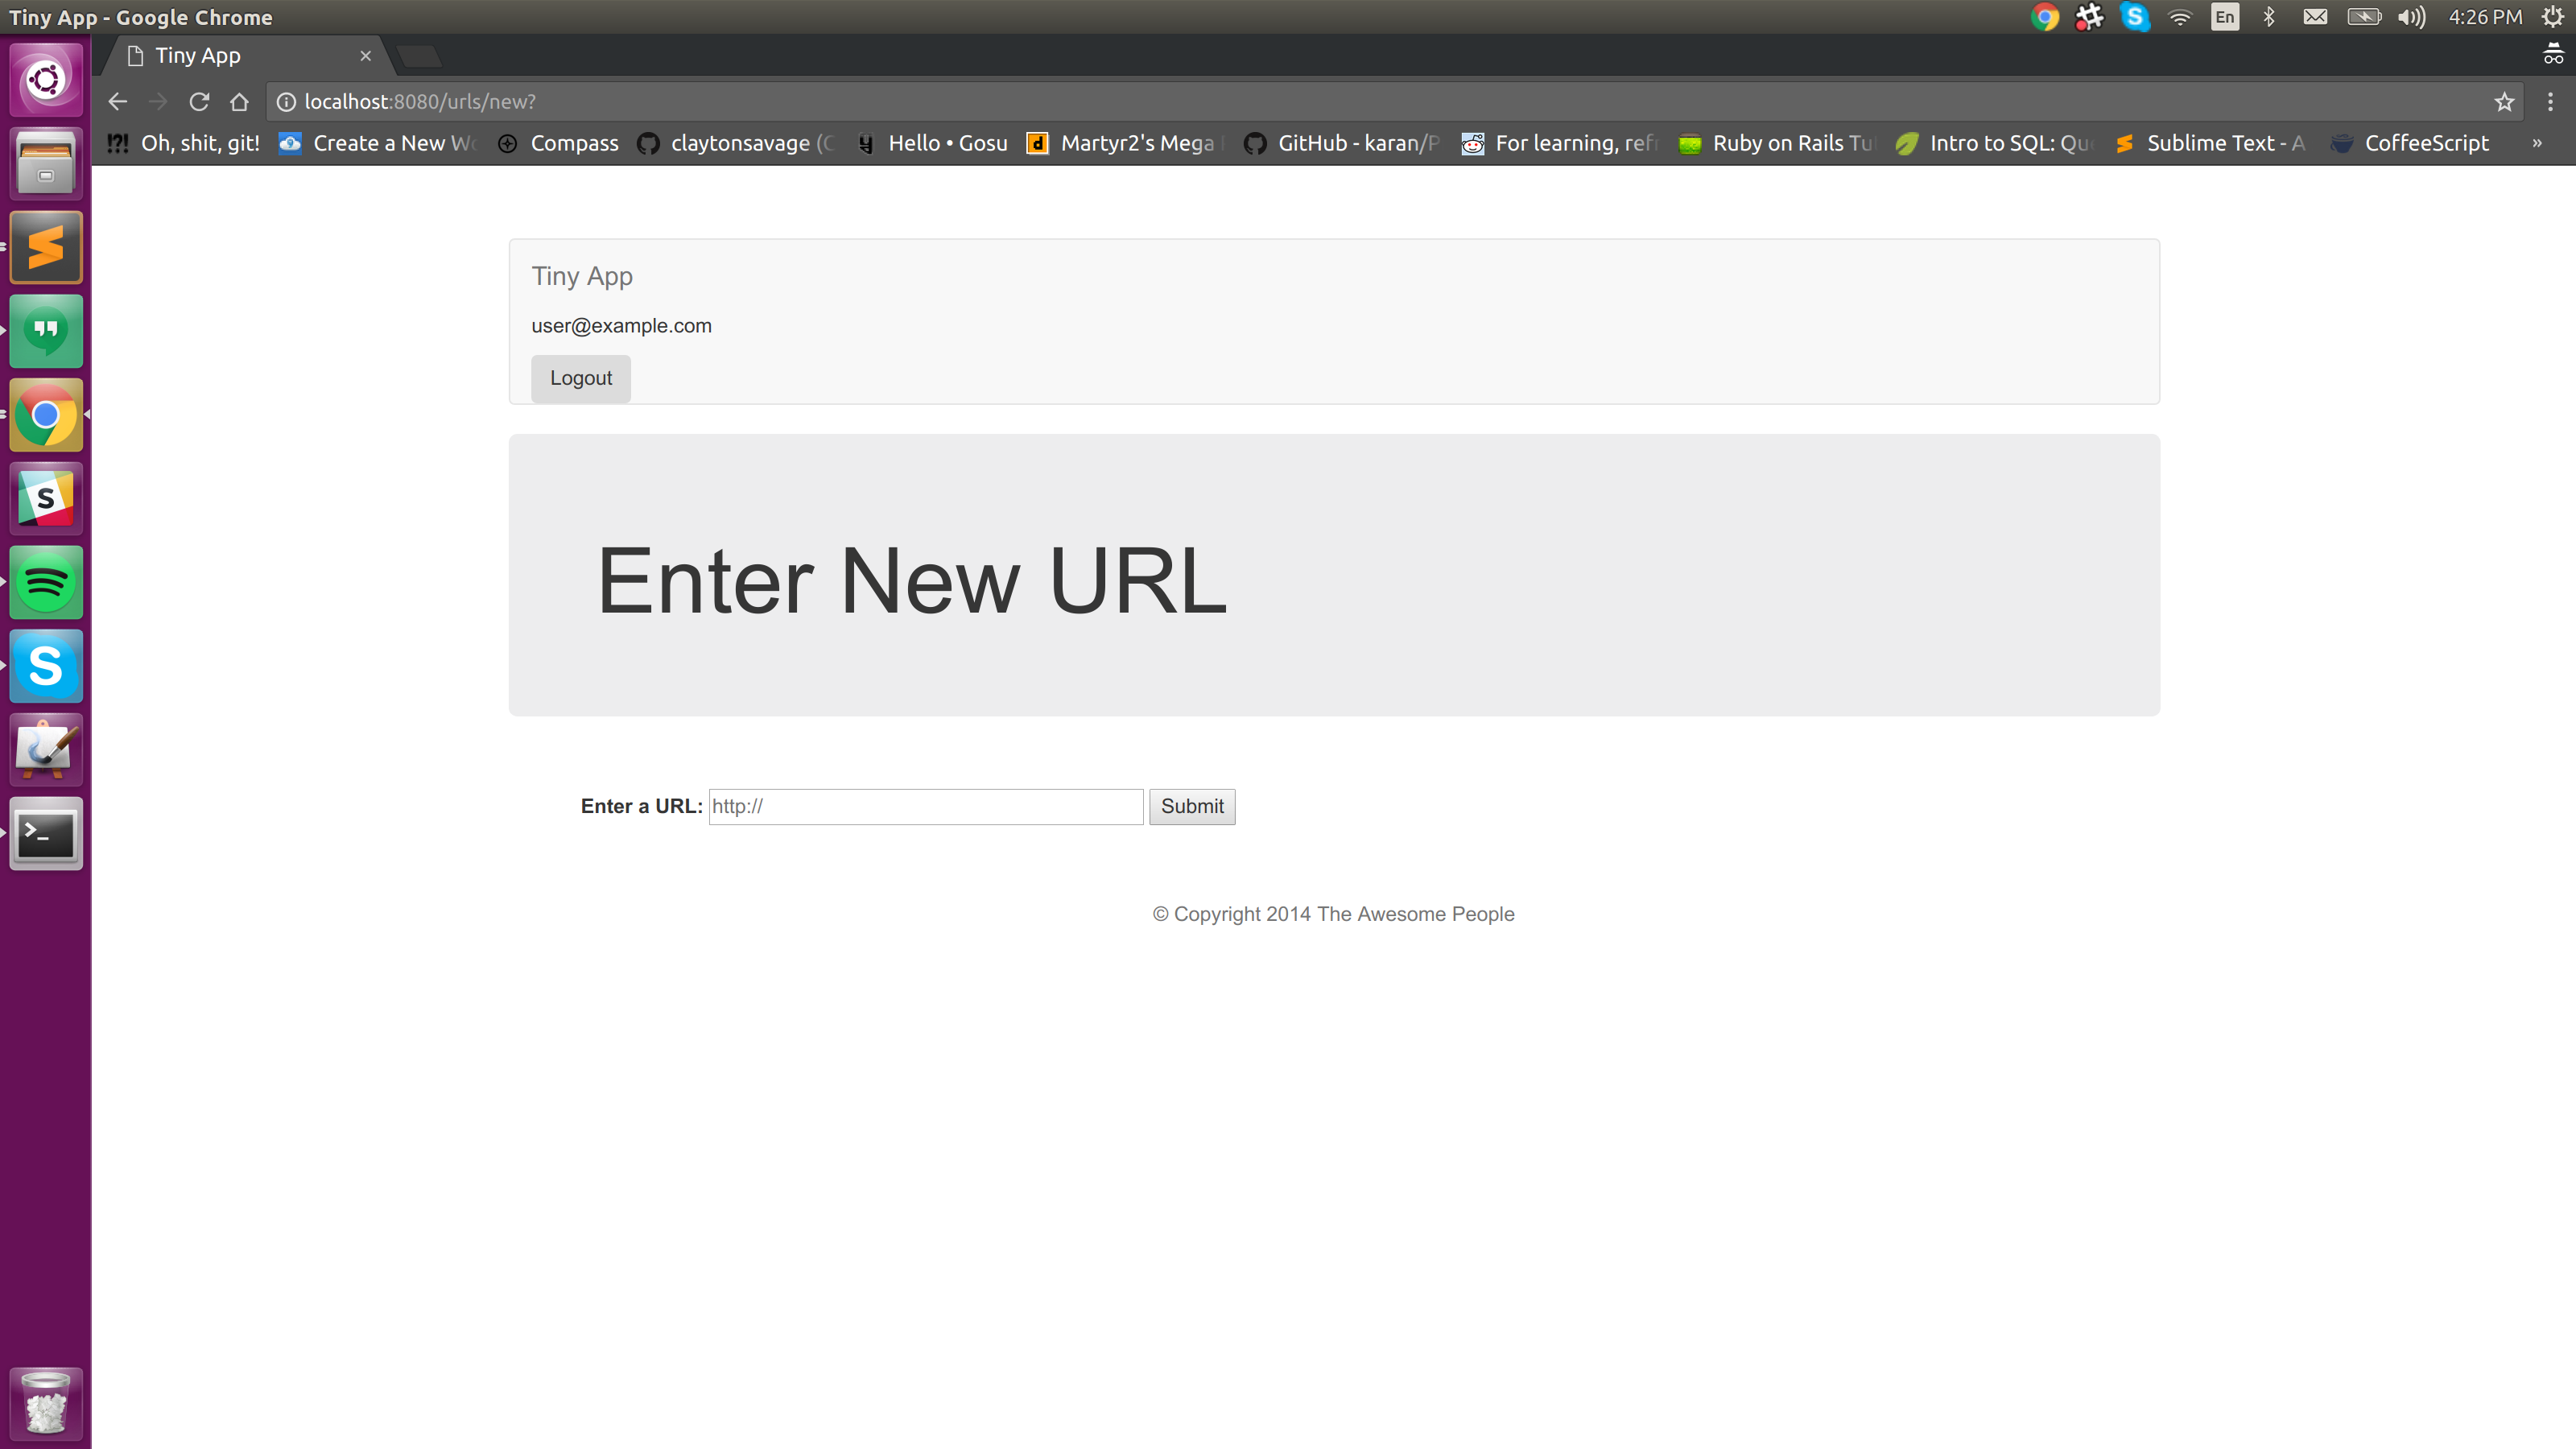 Tiny App - Google Chrome
En
4:26 PM
Tiny App
localhost:8080/urls/new?
Oh, shit, git!
Create a New
Compass
claytonsavage
Hello • Gosu
Martyr2's Mega
GitHub - karan/P
For learning, refr
Ruby on Rails Tu
Intro to SQL: Que
Sublime Text - A
CoffeeScript
»
Tiny App
user@example.com
Logout
Enter New URL
Enter a URL: http:// Submit
© Copyright 2014 The Awesome People